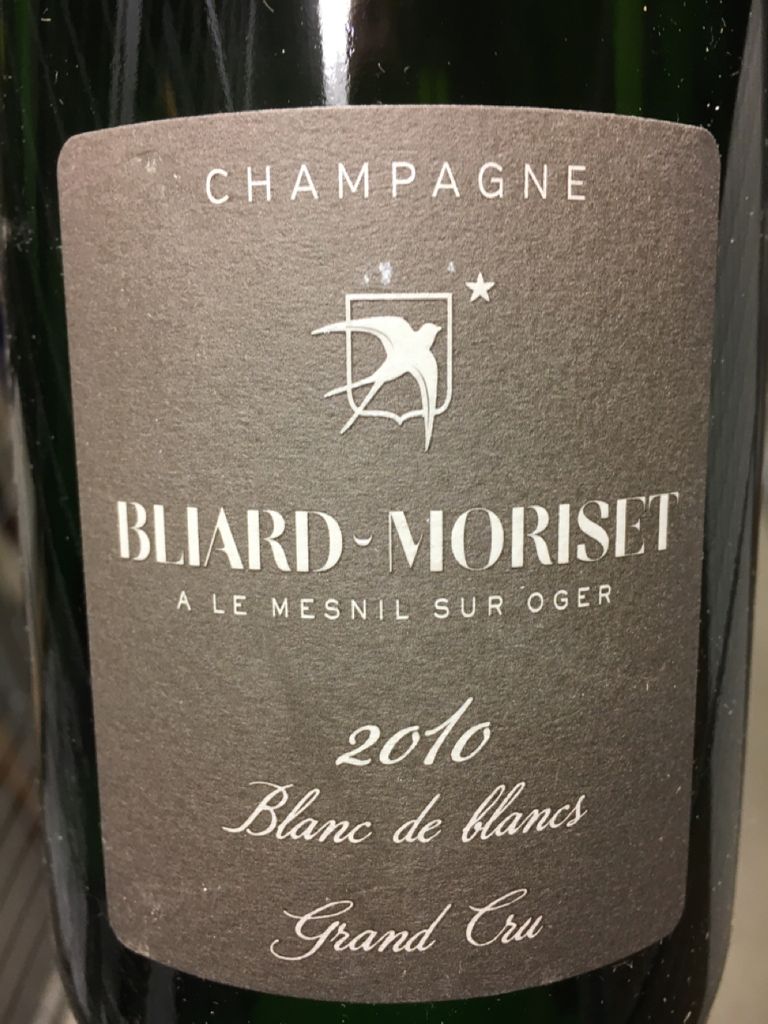 CHAMPAGNE
BLIARD-MORISET
A LE MESNIL SUR OGER
2010
Blanc de blancs
Grand Cru